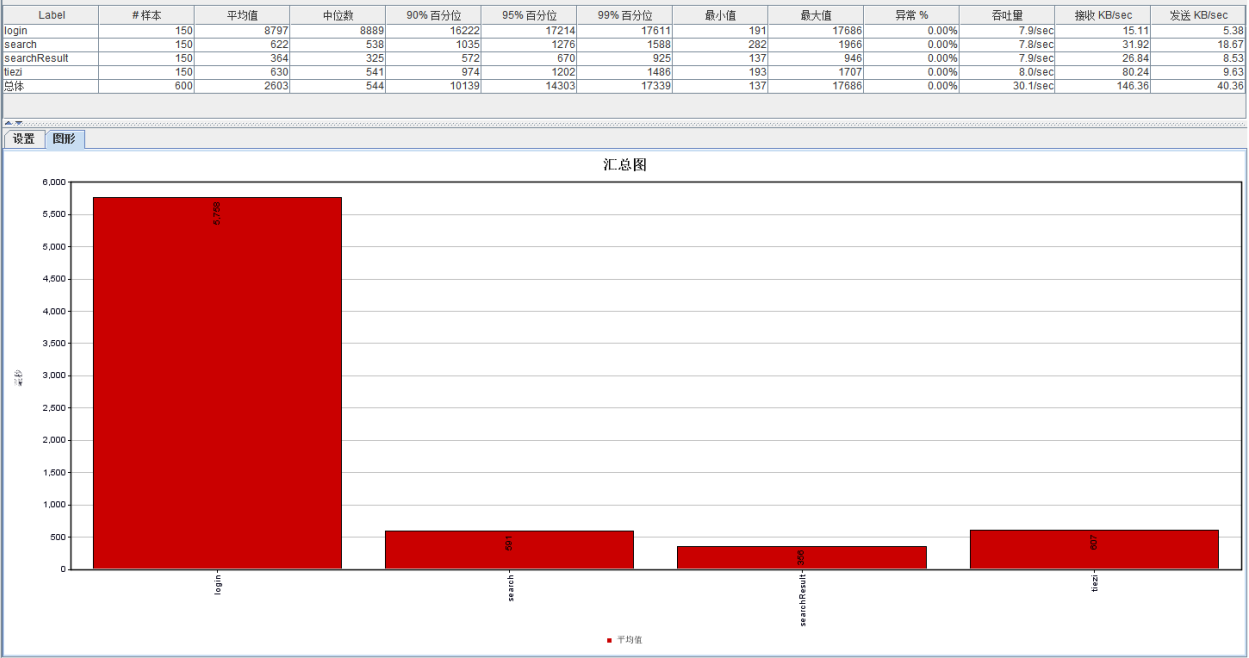 Label # 样本 平均值 中位数 90% 百分位 95% 百分位 99% 百分位 最小值 最大值 异常 % 吞吐量 接收 KB/sec 发送 KB/sec
login 150 8797 8889 16222 17214 17611 191 17686 0.00% 7.9/sec 15.11 5.38
search 150 622 538 1035 1276 1588 282 1966 0.00% 7.8/sec 31.92 18.67
searchResult 150 364 325 572 670 925 137 946 0.00% 7.9/sec 26.84 8.53
tiezi 150 630 541 974 1202 1486 193 1707 0.00% 8.0/sec 80.24 9.63
总体 600 2603 544 10139 14303 17339 137 17686 0.00% 30.1/sec 146.36 40.36
设置 图形
汇总图
6,000
5,500
5,000
4,500
4,000
3,500
3,000
2,500
2,000
1,500
1,000
500
0
毫秒
5,758
591
356
607
login
search
searchResult
tiezi
平均值